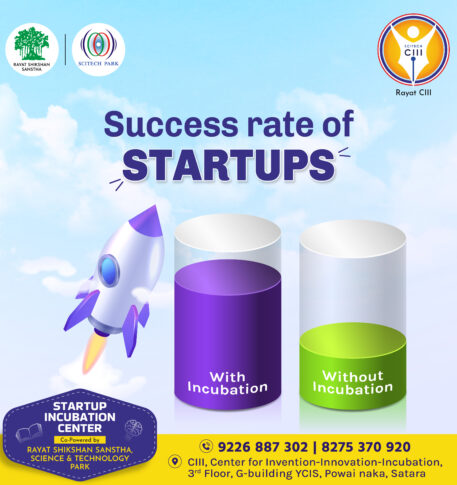 RAYAT SHIKSHAN
SANSTHA
SCITECH PARK
SCITECH
CIII
Rayat CIII
Success rate of
STARTUPS
With
Incubation
Without
Incubation
STARTUP
INCUBATION
CENTER
Co-Powered by
RAYAT SHIKSHAN SANSTHA,
SCIENCE & TECHNOLOGY
PARK
9226 887 302 | 8275 370 920
CIII, Center for Invention-Innovation-Incubation,
3rd Floor, G-building YCIS, Powai naka, Satara